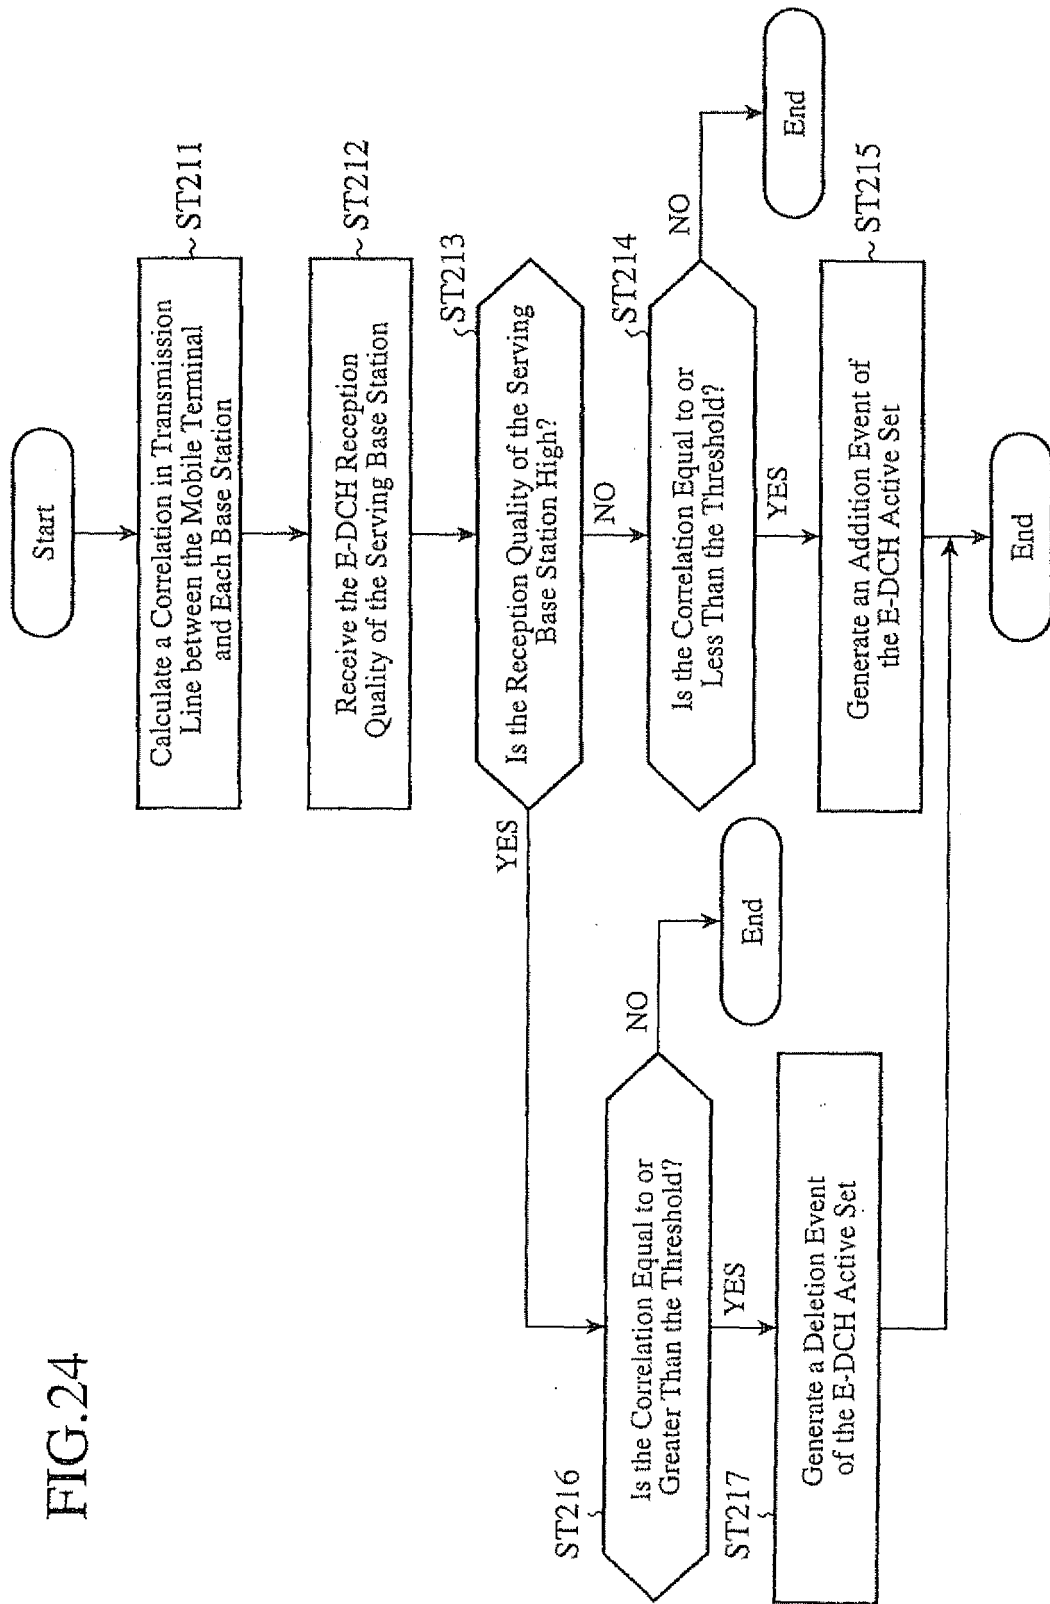 FIG.24
Start
Calculate a Correlation in Transmission
Line between the Mobile Terminal
and Each Base Station
ST211
Receive the E-DCH Reception
Quality of the Serving Base Station
ST212
ST213
Is the Reception Quality of the Serving
Base Station High?
YES
NO
ST214
Is the Correlation Equal to or
Less Than the Threshold?
NO
End
YES
ST215
Generate an Addition Event of
the E-DCH Active Set
ST216
Is the Correlation Equal to or
Greater Than the Threshold?
NO
End
YES
ST217
Generate a Deletion Event
of the E-DCH Active Set
End